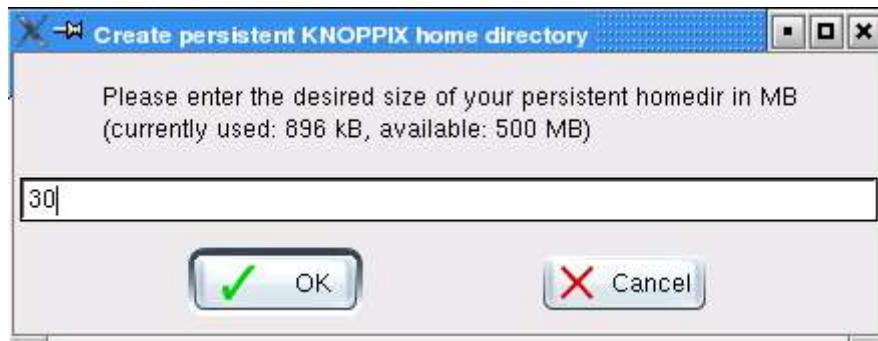 Create persistent KNOPPIX home directory
Please enter the desired size of your persistent homedir in MB
(currently used: 896 kB, available: 500 MB)
30
OK
Cancel